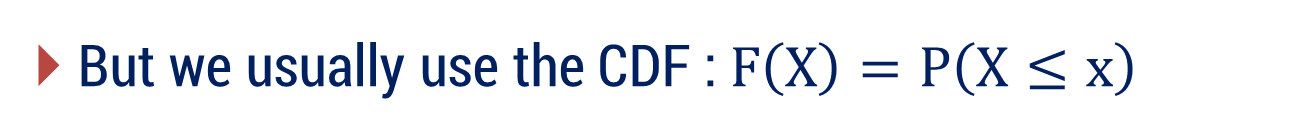 But we usually use the CDF : F(X) = P(X ≤ x)